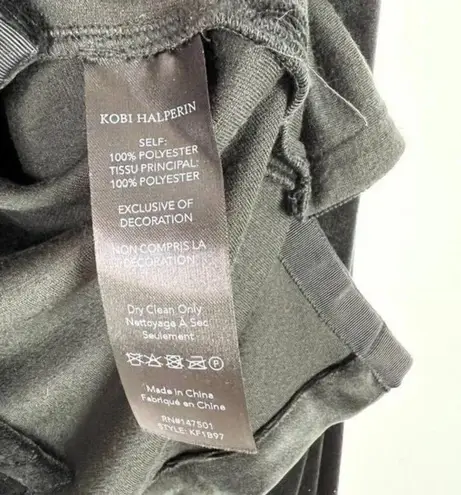 KOBI HALPERIN
SELF:
100% POLYESTER
TISSU PRINCIPAL:
100% POLYESTER
EXCLUSIVE OF
DECORATION
NON COMPRIS LA
DECORATION
Dry Clean Only
Nettoyage À Sec
Seulement
P
Made in China
Fabriqué en Chine
RN#147501
STYLE: KF1B97